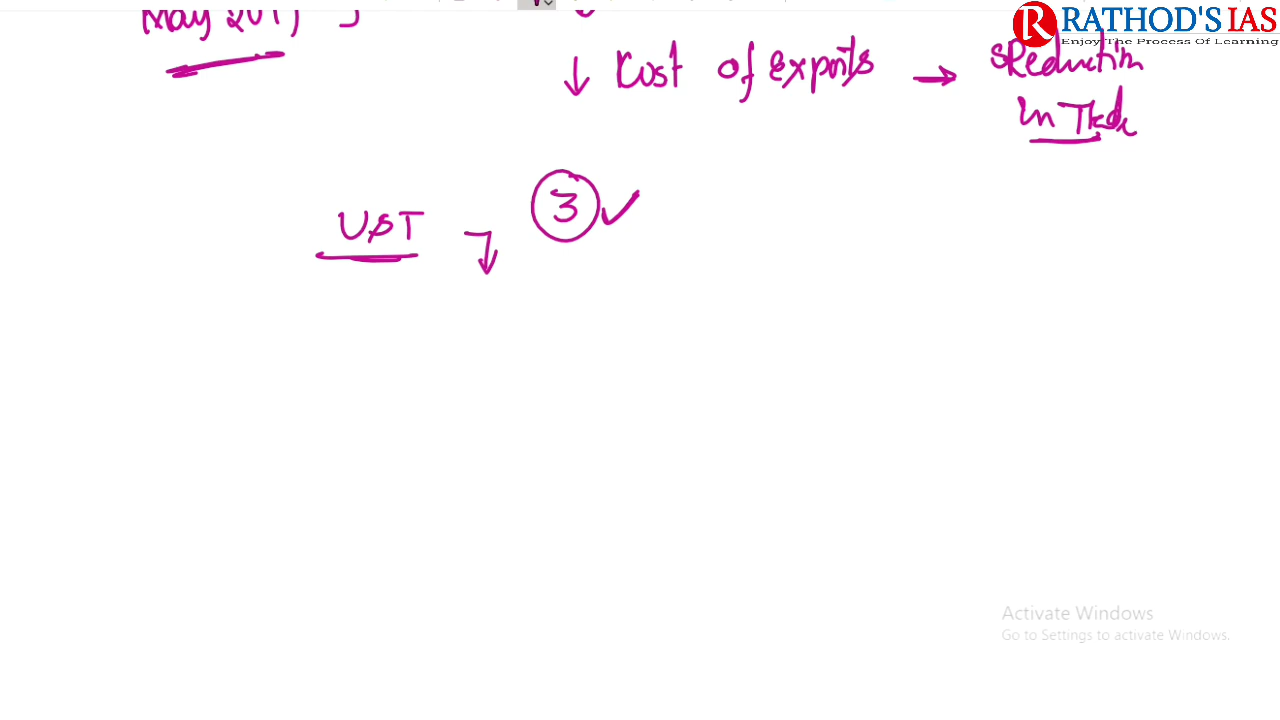 RATHOD'S IAS
Enjoy The Process Of Learning
May 2019
↓ Cost of exports → Reduction
in Trade
UST
3 ✓
Activate Windows
Go to Settings to activate Windows.